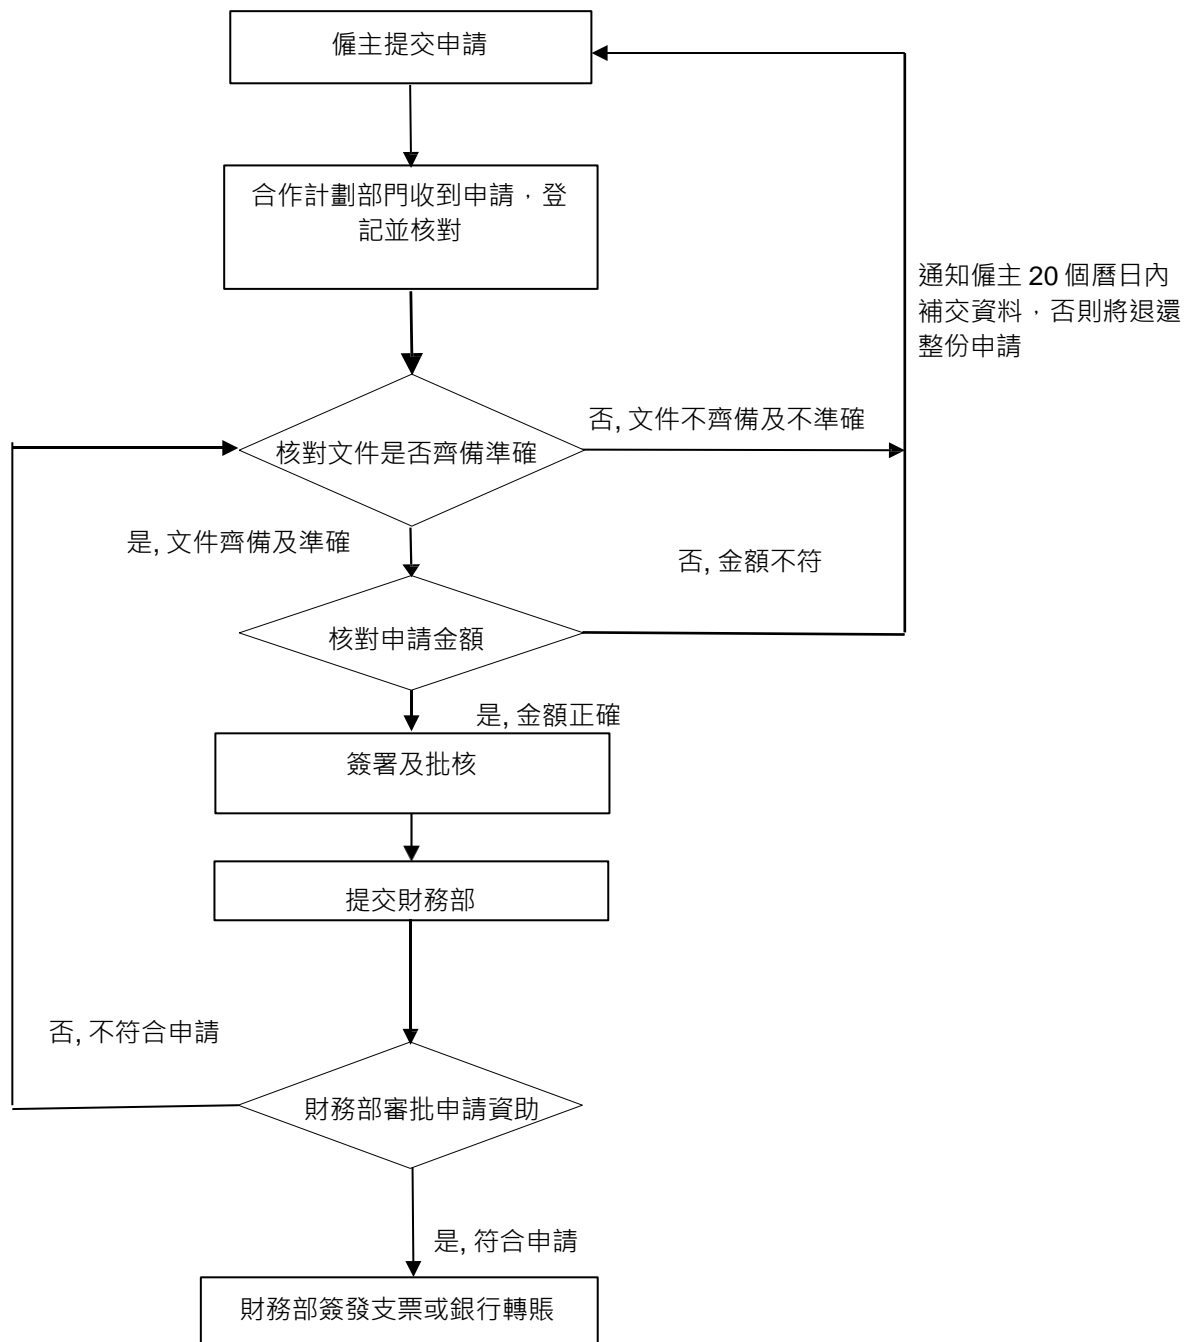 僱主提交申請
合作計劃部門收到申請，登
記並核對
通知僱主 20 個曆日內
補交資料，否則將退還
整份申請
否, 文件不齊備及不準確
核對文件是否齊備準確
是, 文件齊備及準確
否, 金額不符
核對申請金額
是, 金額正確
簽署及批核
提交財務部
否, 不符合申請
財務部審批申請資助
是, 符合申請
財務部簽發支票或銀行轉賬